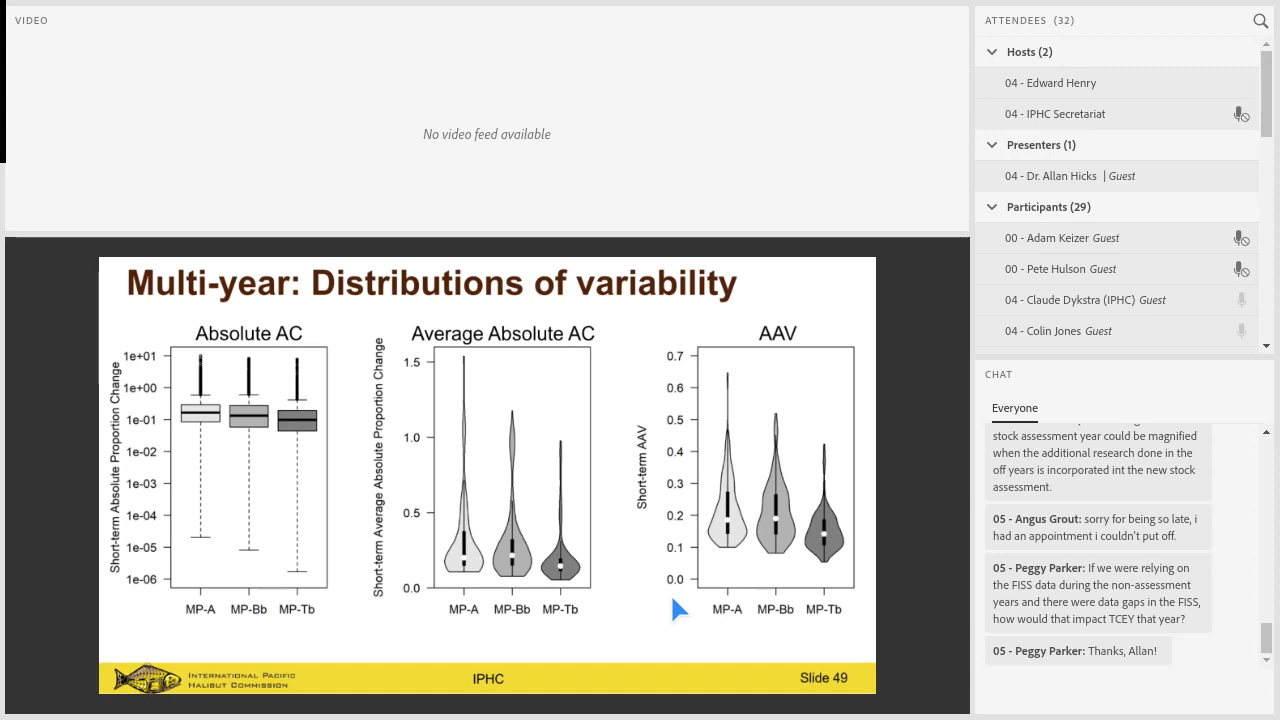 VIDEO
No video feed available
Multi-year: Distributions of variability
Absolute AC
Short-term Absolute Proportion Change
1e+01
1e+00
1e-01
1e-02
1e-03
1e-04
1e-05
1e-06
MP-A MP-Bb MP-Tb
Average Absolute AC
Short-term Average Absolute Proportion Change
1.5
1.0
0.5
0.0
MP-A MP-Bb MP-Tb
AAV
Short-term AAV
0.7
0.6
0.5
0.4
0.3
0.2
0.1
0.0
MP-A MP-Bb MP-Tb
INTERNATIONAL PACIFIC
HALIBUT COMMISSION
IPHC
Slide 49
ATTENDEES (32)
Hosts (2)
04 - Edward Henry
04 - IPHC Secretariat
Presenters (1)
04 - Dr. Allan Hicks | Guest
Participants (29)
00 - Adam Keizer Guest
00 - Pete Hulson Guest
04 - Claude Dykstra (IPHC) Guest
04 - Colin Jones Guest
CHAT
Everyone
stock assessment year could be magnified
when the additional research done in the
off years is incorporated int the new stock
assessment.
05 - Angus Grout: sorry for being so late, i
had an appointment i couldn't put off.
05 - Peggy Parker: If we were relying on
the FISS data during the non-assessment
years and there were data gaps in the FISS,
how would that impact TCEY that year?
05 - Peggy Parker: Thanks, Allan!